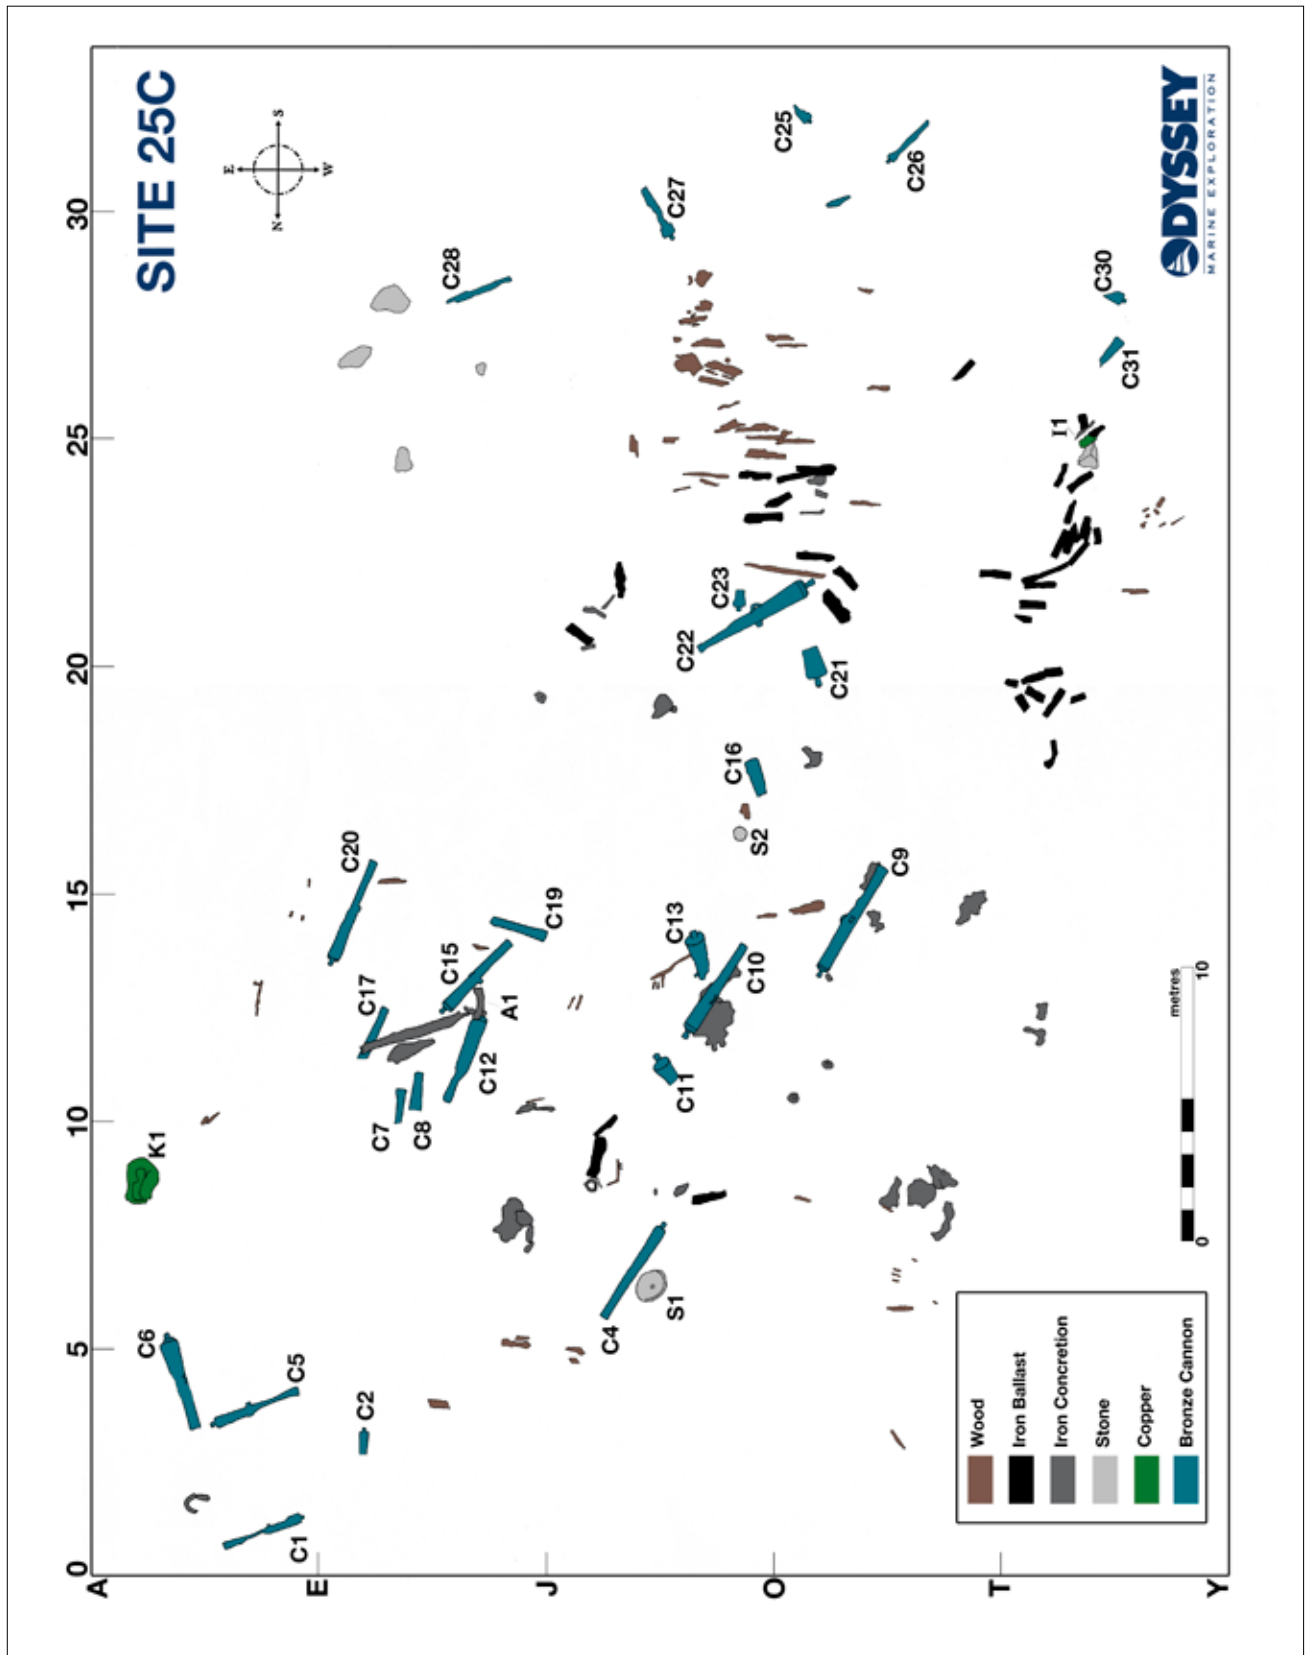 SITE 25C
E
S
W
N
ODYSSEY
MARINE EXPLORATION
0
5
10
15
20
25
30
A
E
J
O
T
Y
C1
C2
C4
C5
C6
C7
C8
C9
C10
C11
C12
C13
C15
C16
C17
C19
C20
C21
C22
C23
C25
C26
C27
C28
C30
C31
K1
A1
S1
S2
I1
metres
0
10
Wood
Iron Ballast
Iron Concretion
Stone
Copper
Bronze Cannon